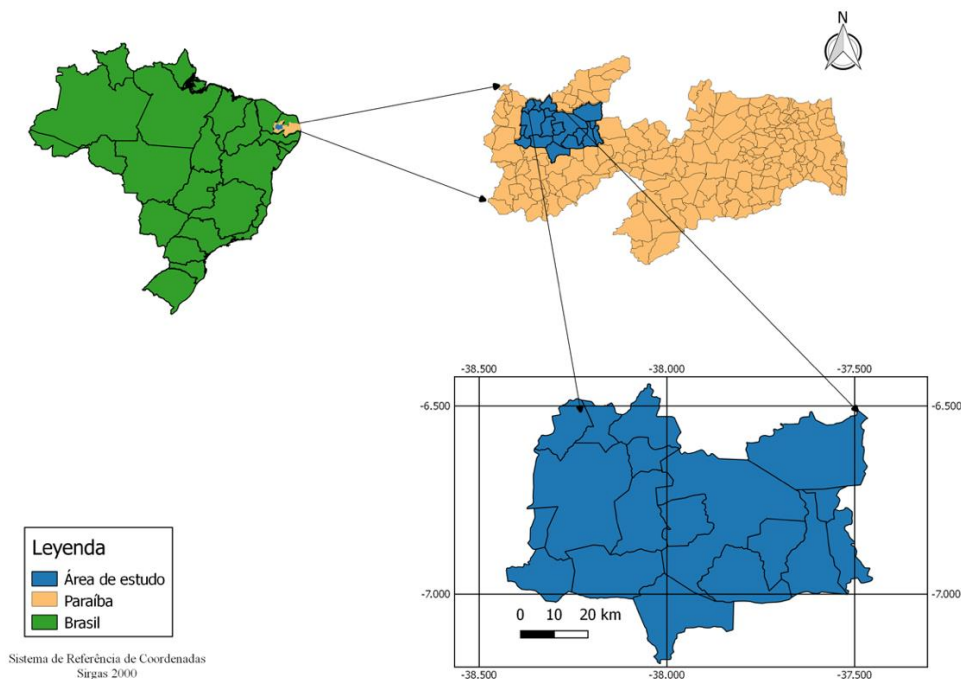 N
-38.500
-38.000
-37.500
-6.500
-6.500
-7.000
-7.000
0 10 20 km
-38.500
-38.000
-37.500
Leyenda
Área de estudo
Paraíba
Brasil
Sistema de Referência de Coordenadas
Sirgas 2000